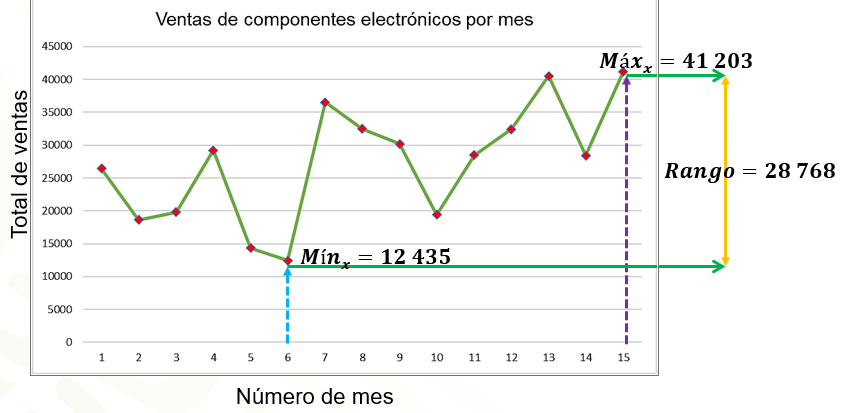 Ventas de componentes electrónicos por mes
Total de ventas
45000
40000
35000
30000
25000
20000
15000
10000
5000
0
Máxₓ = 41 203
Rango = 28 768
Mínₓ = 12 435
1 2 3 4 5 6 7 8 9 10 11 12 13 14 15
Número de mes